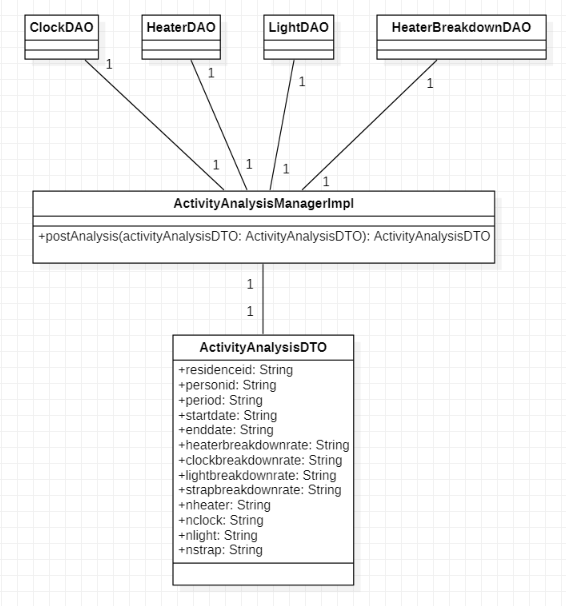 ClockDAO
HeaterDAO
LightDAO
HeaterBreakdownDAO
1
1
1
1
1
1
1
1
ActivityAnalysisManagerImpl
+postAnalysis(activityAnalysisDTO: ActivityAnalysisDTO): ActivityAnalysisDTO
1
1
ActivityAnalysisDTO
+residenceid: String
+personid: String
+period: String
+startdate: String
+enddate: String
+heaterbreakdownrate: String
+clockbreakdownrate: String
+lightbreakdownrate: String
+strapbreakdownrate: String
+nheater: String
+nclock: String
+nlight: String
+nstrap: String